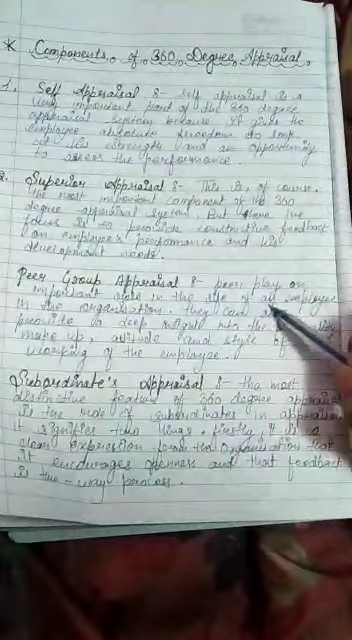 * Components of 360 Degree Appraisal
1. Self Appraisal :- Self appraisal is a
very important part of the 360 degree
appraisal system because it gives the
employee absolute freedom to look
at his strength and an opportunity
to assess the performance.
2. Superior Appraisal :- This is, of course
the most important component of the 360
degree appraisal system. But here the
focus is to provide constructive feedback
on employee's performance and his
development needs.
Peer Group Appraisal :- peer play an
important role in the life of an employee
in the organisation. they can
provide to deep insight into the
make up, attitude and style of
working of the employee.
Subordinate's Appraisal :- the most
distinctive feature of 360 degree appraisal
is the role of subordinates in appraisal
it signifies two things, firstly, it is a
clear expression from the organisation that
it encourages openness and that feedback
is two-way process.